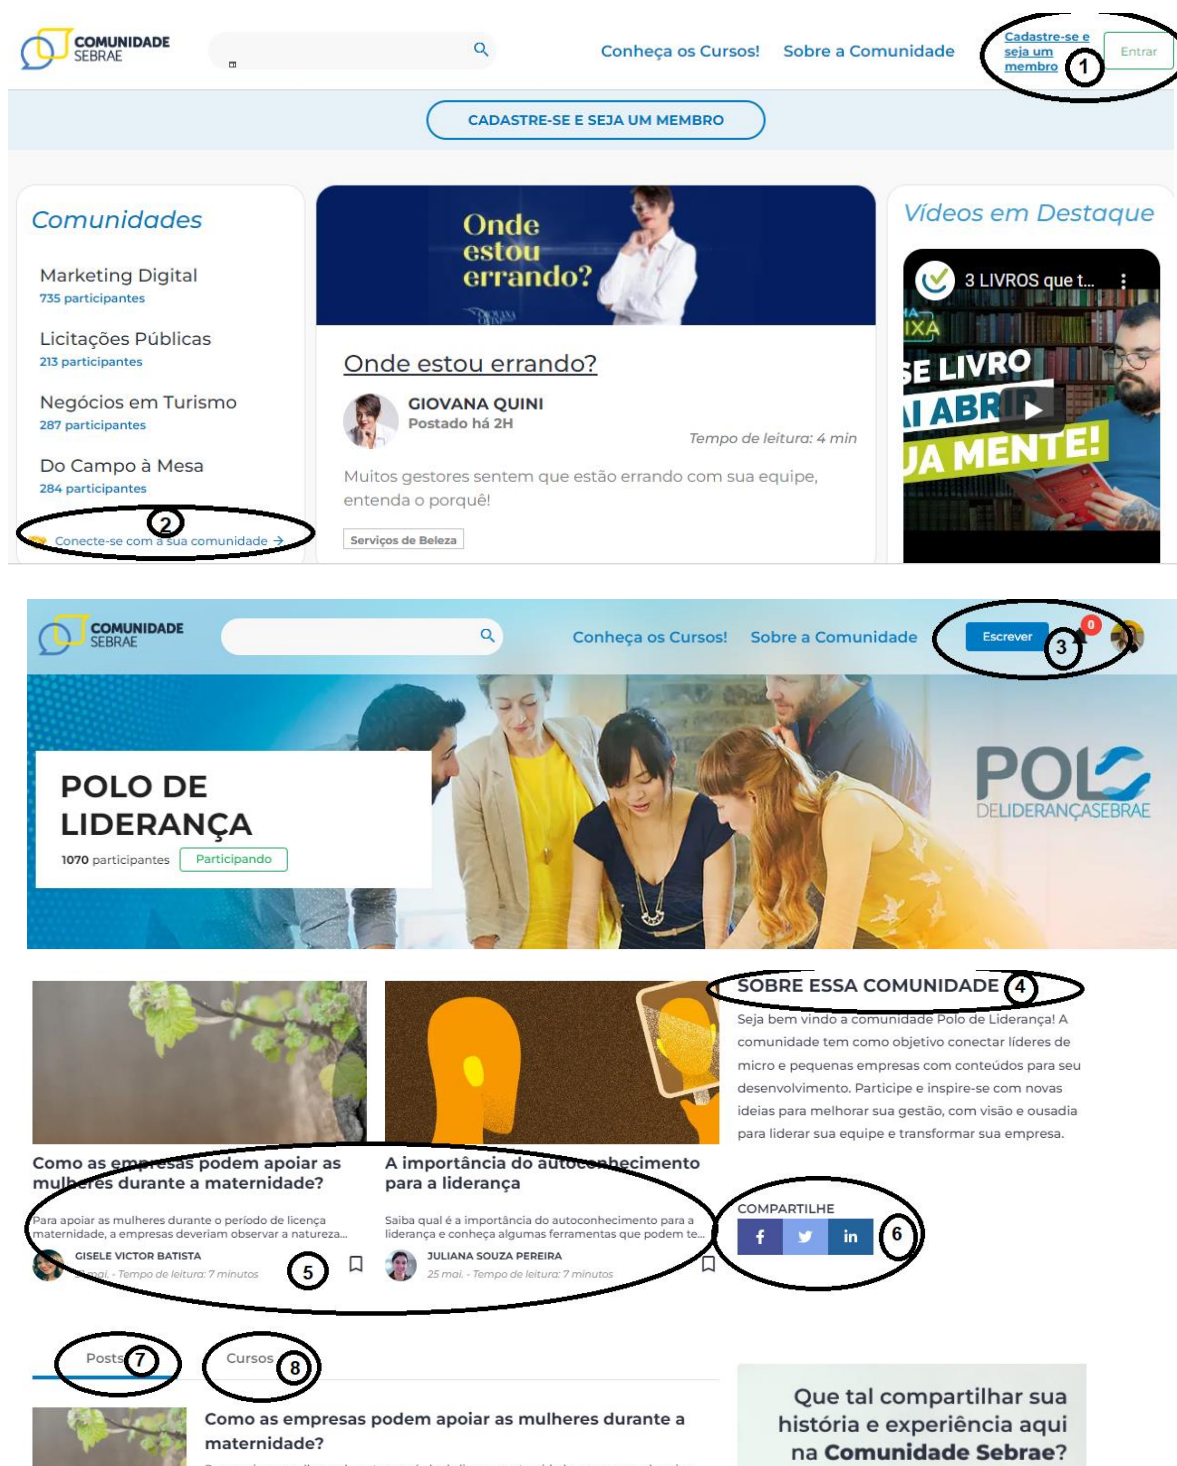 COMUNIDADE
SEBRAE
Conheça os Cursos!
Sobre a Comunidade
Cadastre-se e
seja um
membro
1
Entrar
CADASTRE-SE E SEJA UM MEMBRO
Comunidades
Marketing Digital
735 participantes
Licitações Públicas
213 participantes
Negócios em Turismo
287 participantes
Do Campo à Mesa
284 participantes
2
Conecte-se com a sua comunidade →
Onde
estou
errando?
Onde estou errando?
GIOVANA QUINI
Postado há 2H
Tempo de leitura: 4 min
Muitos gestores sentem que estão errando com sua equipe,
entenda o porquê!
Serviços de Beleza
Vídeos em Destaque
3 LIVROS que t...
IXA
SE LIVRO
AI ABRIR
UA MENTE!
COMUNIDADE
SEBRAE
Conheça os Cursos!
Sobre a Comunidade
Escrever
3
0
POLO DE
LIDERANÇA
1070 participantes
Participando
POLO
DELIDERANÇASEBRAE
SOBRE ESSA COMUNIDADE
4
Seja bem vindo a comunidade Polo de Liderança! A
comunidade tem como objetivo conectar líderes de
micro e pequenas empresas com conteúdos para seu
desenvolvimento. Participe e inspire-se com novas
ideias para melhorar sua gestão, com visão e ousadia
para liderar sua equipe e transformar sua empresa.
Como as empresas podem apoiar as
mulheres durante a maternidade?
Para apoiar as mulheres durante o período de licença
maternidade, a empresas deveriam observar a natureza...
GISELE VICTOR BATISTA
mai. - Tempo de leitura: 7 minutos
5
A importância do autoconhecimento
para a liderança
Saiba qual é a importância do autoconhecimento para a
liderança e conheça algumas ferramentas que podem te...
JULIANA SOUZA PEREIRA
25 mai. - Tempo de leitura: 7 minutos
COMPARTILHE
f
in
6
Posts
7
Cursos
8
Como as empresas podem apoiar as mulheres durante a
maternidade?
Que tal compartilhar sua
história e experiência aqui
na Comunidade Sebrae?